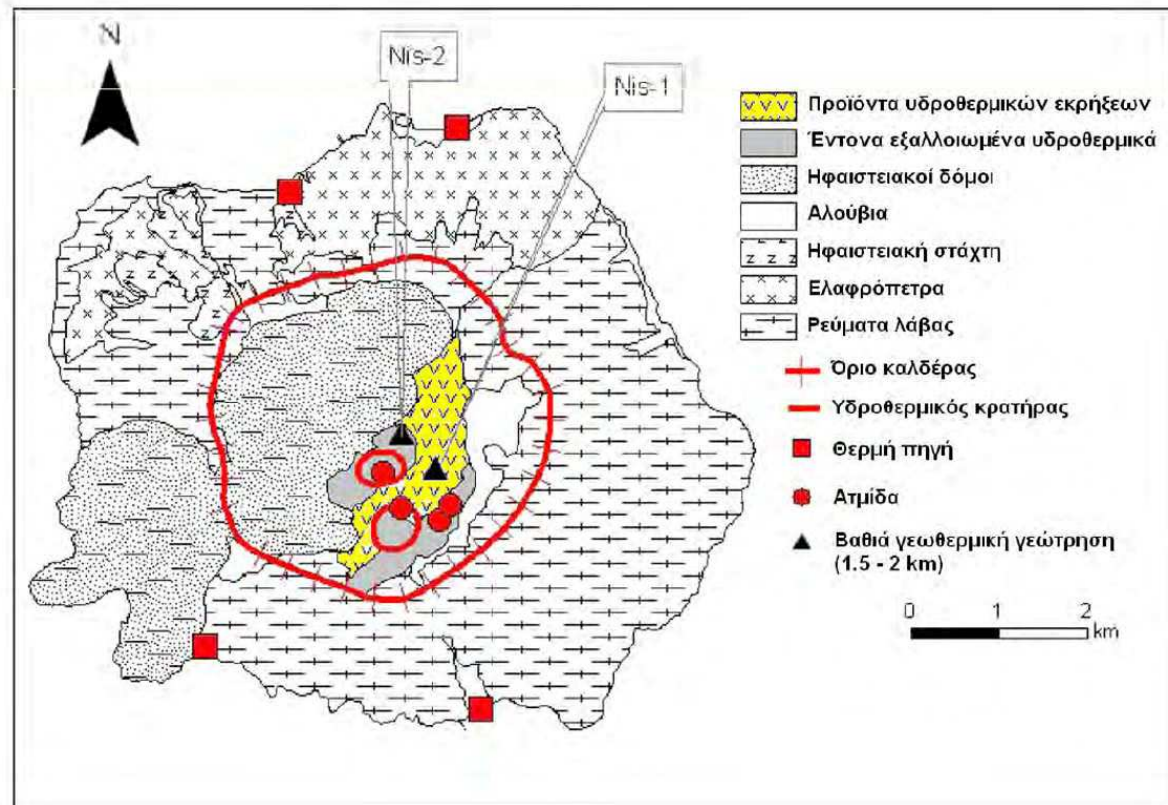 N
Nis-2
Nis-1
Προϊόντα υδροθερμικών εκρήξεων
Έντονα εξαλλοιωμένα υδροθερμικά
Ηφαιστειακοί δόμοι
Αλούβια
Ηφαιστειακή στάχτη
Ελαφρόπετρα
Ρεύματα λάβας
Όριο καλδέρας
Υδροθερμικός κρατήρας
Θερμή πηγή
Ατμίδα
Βαθιά γεωθερμική γεώτρηση
(1.5 - 2 km)
0 1 2
km